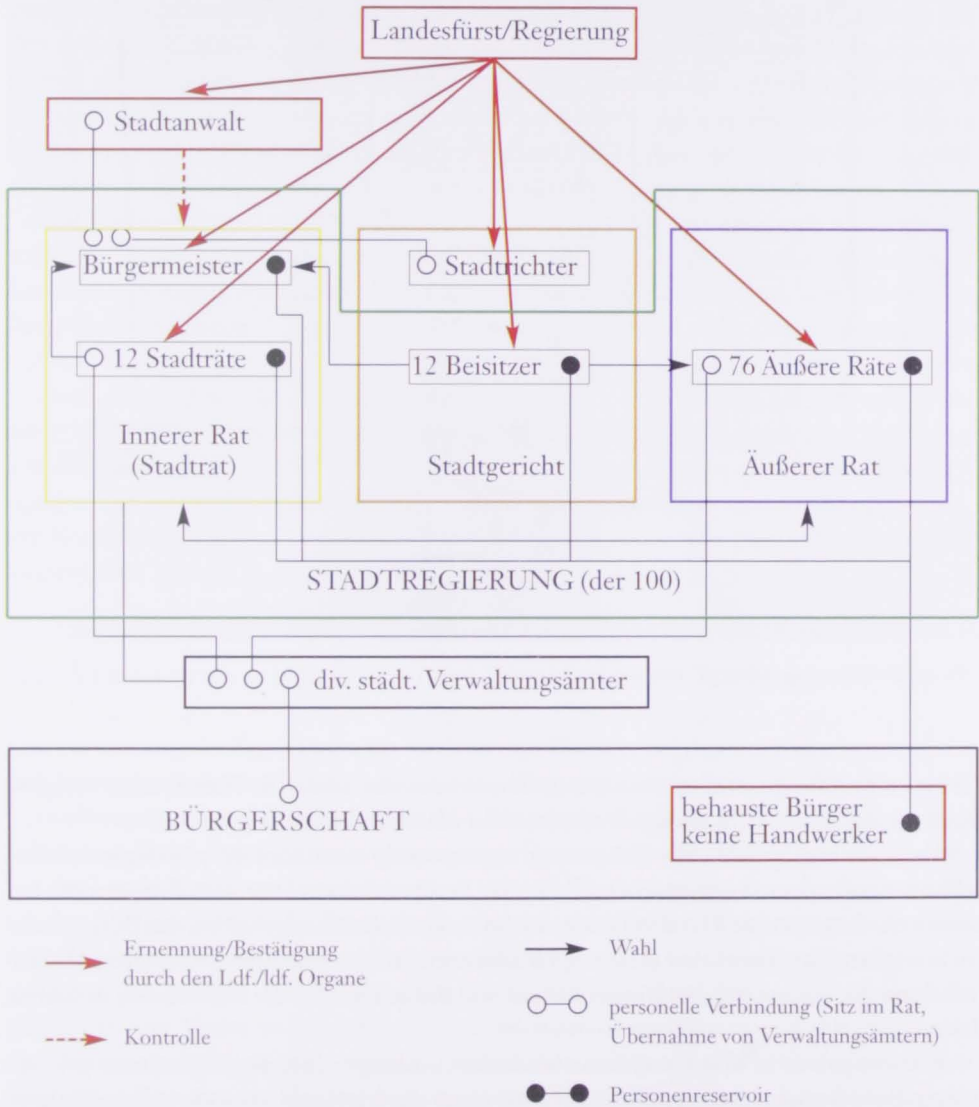 Landesfürst/Regierung
Stadtanwalt
Bürgermeister
Stadtrichter
12 Stadträte
12 Beisitzer
76 Äußere Räte
Innerer Rat
(Stadtrat)
Stadtgericht
Äußerer Rat
STADTREGIERUNG (der 100)
div. städt. Verwaltungsämter
BÜRGERSCHAFT
behauste Bürger
keine Handwerker
Ernennung/Bestätigung
durch den Ldf./ldf. Organe
Kontrolle
Wahl
personelle Verbindung (Sitz im Rat,
Übernahme von Verwaltungsämtern)
Personenreservoir